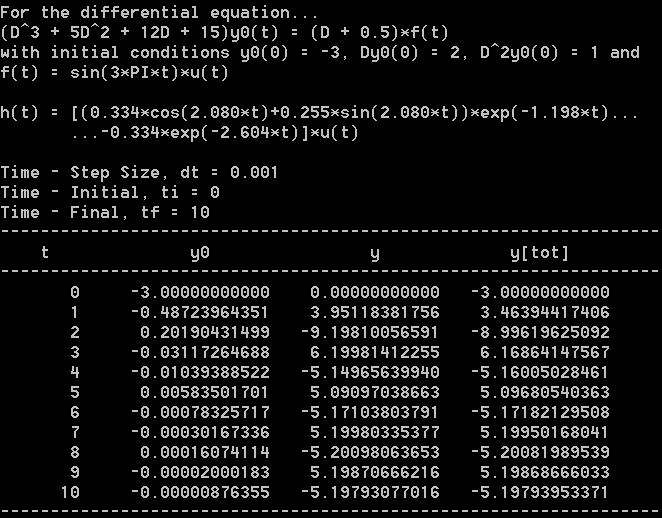 For the differential equation...
(D^3 + 5D^2 + 12D + 15)y0(t) = (D + 0.5)*f(t)
with initial conditions y0(0) = -3, Dy0(0) = 2, D^2y0(0) = 1 and
f(t) = sin(3*PI*t)*u(t)
h(t) = [(0.334*cos(2.080*t)+0.255*sin(2.080*t))*exp(-1.198*t)...
...-0.334*exp(-2.604*t)]*u(t)
Time - Step Size, dt = 0.001
Time - Initial, ti = 0
Time - Final, tf = 10
------------------------------------------------------------------
t y0 y y[tot]
------------------------------------------------------------------
0 -3.00000000000 0.00000000000 -3.00000000000
1 -0.48723964351 3.95118381756 3.46394417406
2 0.20190431499 -9.19810056591 -8.99619625092
3 -0.03117264688 6.19981412255 6.16864147567
4 -0.01039388522 -5.14965639940 -5.16005028461
5 0.00583501701 5.09097038663 5.09680540363
6 -0.00078325717 -5.17103803791 -5.17182129508
7 -0.00030167336 5.19980335377 5.19950168041
8 0.00016074114 -5.20098063653 -5.20081989539
9 -0.00002000183 5.19870666216 5.19868666033
10 -0.00000876355 -5.19793077016 -5.19793953371
------------------------------------------------------------------